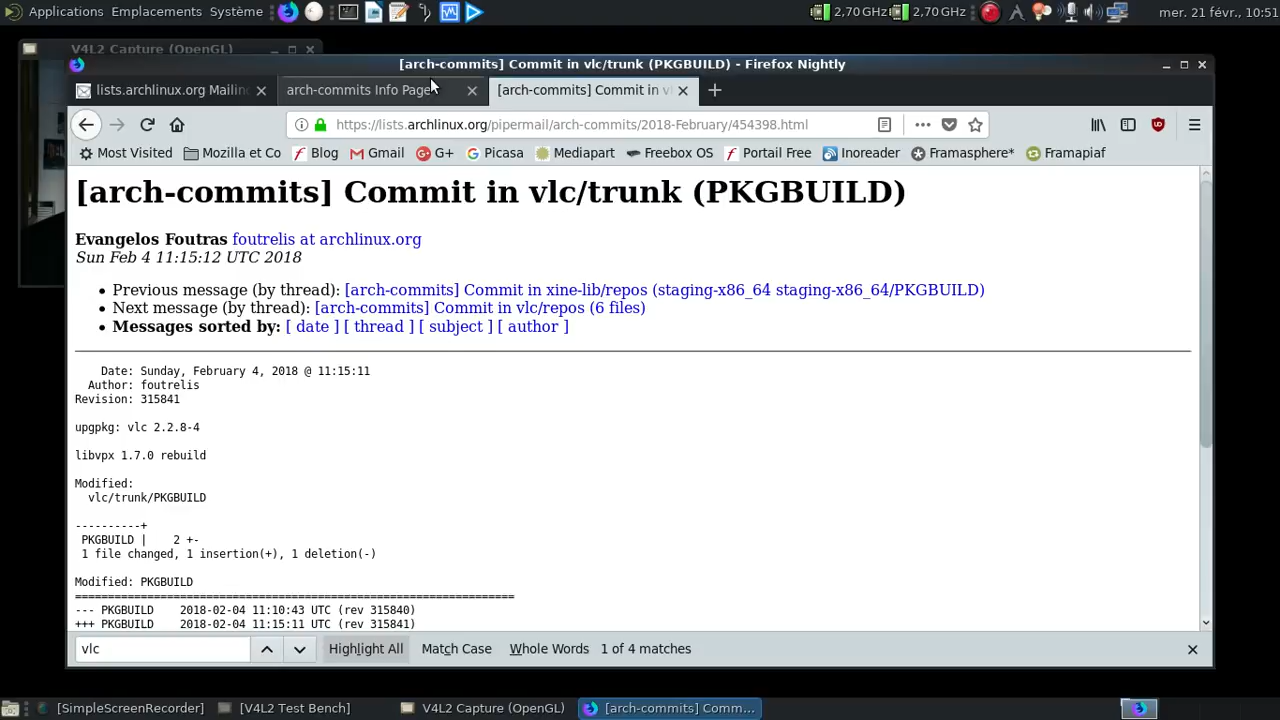 Applications Emplacements Système 2,70 GHz 2,70 GHz mer. 21 févr., 10:51
V4L2 Capture (OpenGL)
[arch-commits] Commit in vlc/trunk (PKGBUILD) - Firefox Nightly
lists.archlinux.org Mailin
arch-commits Info Page
[arch-commits] Commit in vl
https://lists.archlinux.org/pipermail/arch-commits/2018-February/454398.html
Most Visited Mozilla et Co Blog Gmail G+ Picasa Mediapart Freebox OS Portail Free Inoreader Framasphere* Framapiaf
[arch-commits] Commit in vlc/trunk (PKGBUILD)
Evangelos Foutras foutrelis at archlinux.org
Sun Feb 4 11:15:12 UTC 2018
• Previous message (by thread): [arch-commits] Commit in xine-lib/repos (staging-x86_64 staging-x86_64/PKGBUILD)
• Next message (by thread): [arch-commits] Commit in vlc/repos (6 files)
• Messages sorted by: [ date ] [ thread ] [ subject ] [ author ]
Date: Sunday, February 4, 2018 @ 11:15:11
Author: foutrelis
Revision: 315841
upgpkg: vlc 2.2.8-4
libvpx 1.7.0 rebuild
Modified:
vlc/trunk/PKGBUILD
----------+
PKGBUILD | 2 +-
1 file changed, 1 insertion(+), 1 deletion(-)
Modified: PKGBUILD
===================================================================
--- PKGBUILD 2018-02-04 11:10:43 UTC (rev 315840)
+++ PKGBUILD 2018-02-04 11:15:11 UTC (rev 315841)
vlc Highlight All Match Case Whole Words 1 of 4 matches
[SimpleScreenRecorder] [V4L2 Test Bench] V4L2 Capture (OpenGL) [arch-commits] Comm...